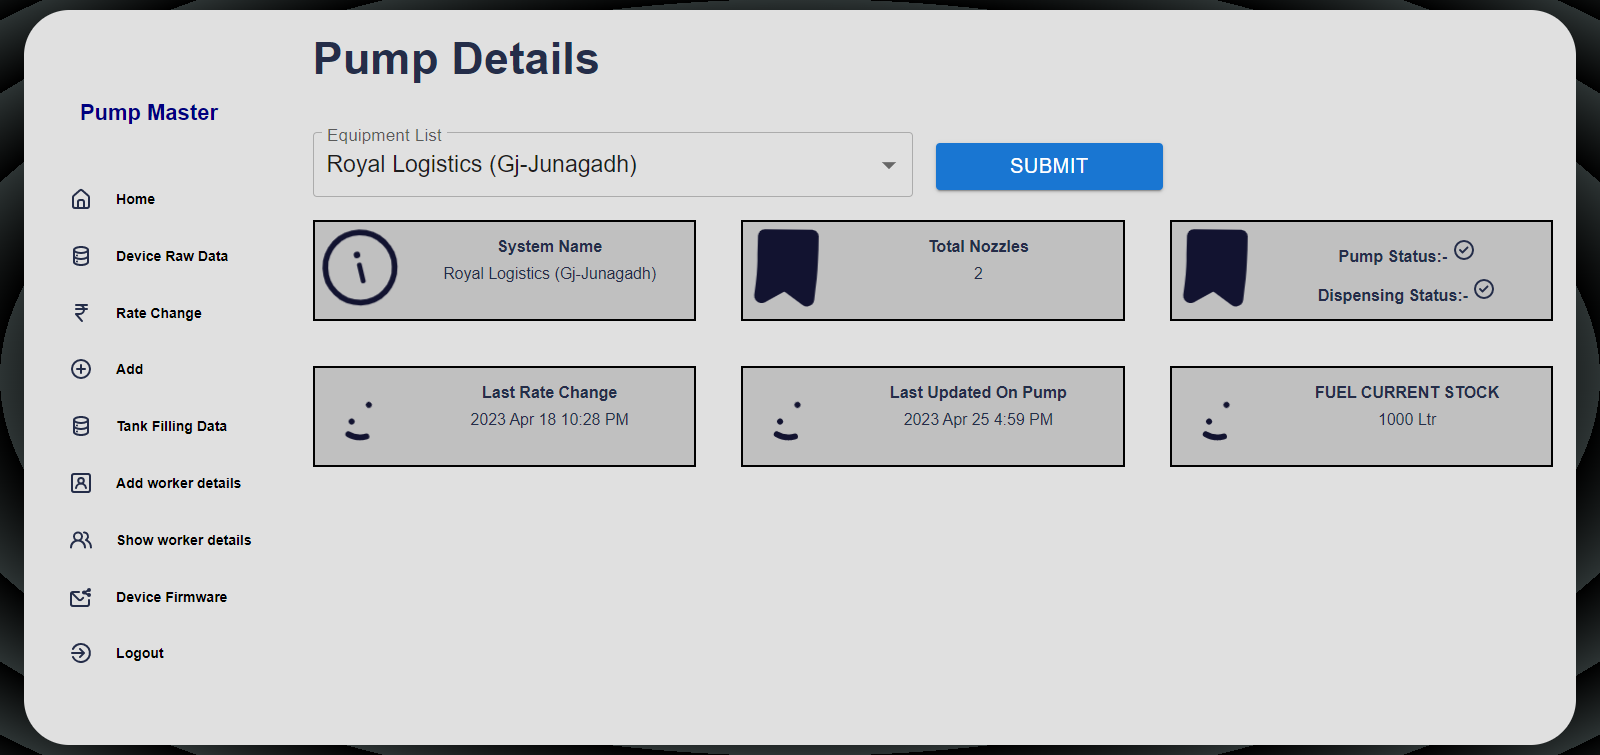 Pump Details
Pump Master
Equipment List
Royal Logistics (Gj-Junagadh)
SUBMIT
Home
Device Raw Data
Rate Change
Add
Tank Filling Data
Add worker details
Show worker details
Device Firmware
Logout
System Name
Royal Logistics (Gj-Junagadh)
Total Nozzles
2
Pump Status:-
Dispensing Status:-
Last Rate Change
2023 Apr 18 10:28 PM
Last Updated On Pump
2023 Apr 25 4:59 PM
FUEL CURRENT STOCK
1000 Ltr